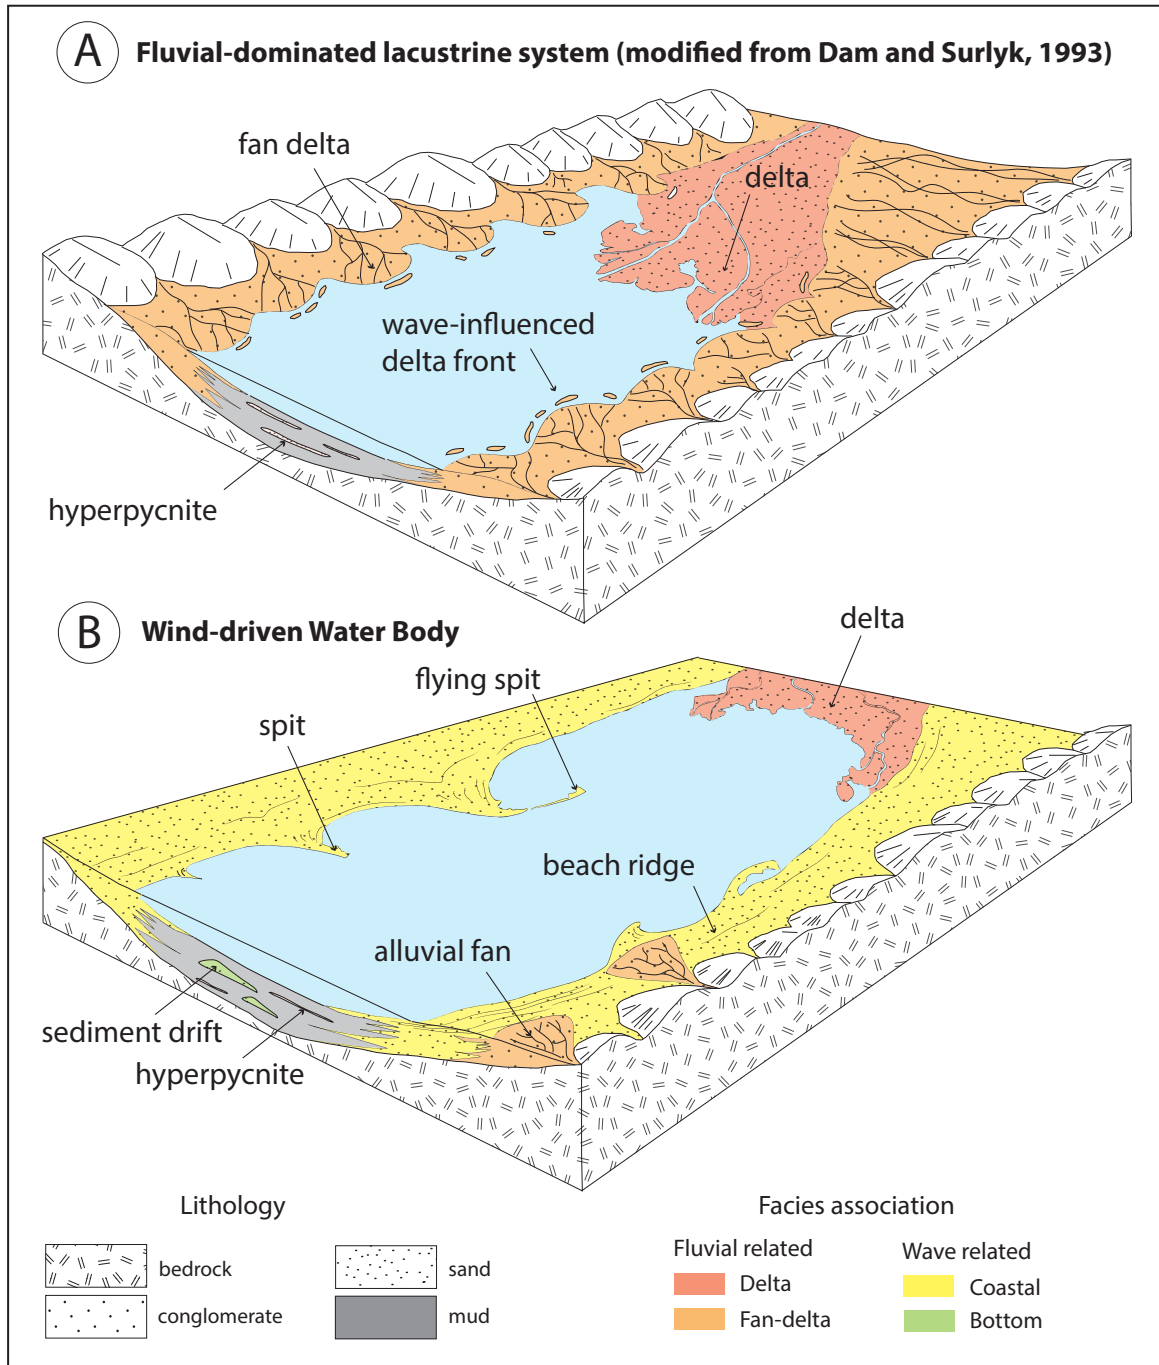 A
Fluvial-dominated lacustrine system (modified from Dam and Surlyk, 1993)
fan delta
delta
wave-influenced
delta front
hyperpycnite
B
Wind-driven Water Body
delta
flying spit
spit
beach ridge
alluvial fan
sediment drift
hyperpycnite
Lithology
bedrock
sand
conglomerate
mud
Facies association
Fluvial related
Wave related
Delta
Coastal
Fan-delta
Bottom